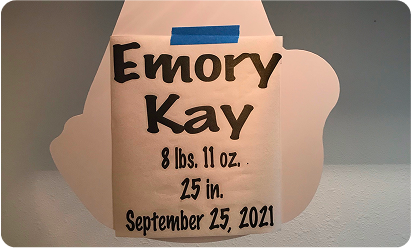 Emory
Kay
8 lbs. 11 oz.
25 in.
September 25, 2021